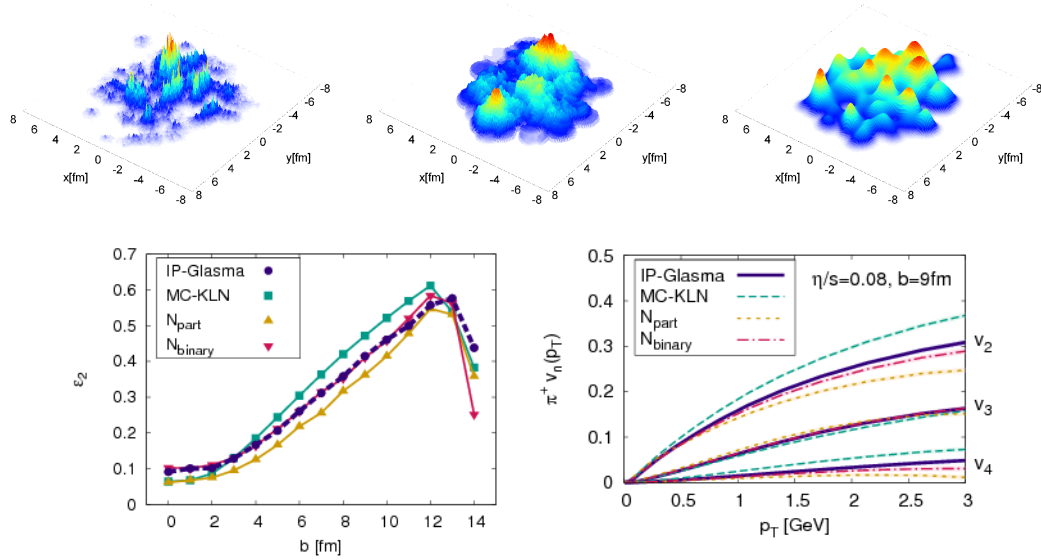 8
6
4
2
0
-2
-4
-6
-8
x[fm]
-8
-6
-4
-2
0
2
4
6
8
y[fm]
8
6
4
2
0
-2
-4
-6
-8
x[fm]
-8
-6
-4
-2
0
2
4
6
8
y[fm]
8
6
4
2
0
-2
-4
-6
-8
x[fm]
-8
-6
-4
-2
0
2
4
6
8
y[fm]
0.7
0.6
0.5
0.4
0.3
0.2
0.1
0
ε2
IP-Glasma
MC-KLN
Npart
Nbinary
0 2 4 6 8 10 12 14
b [fm]
0.5
0.4
0.3
0.2
0.1
0
π+ vn(pT)
IP-Glasma
MC-KLN
Npart
Nbinary
η/s=0.08, b=9fm
v2
v3
v4
0 0.5 1 1.5 2 2.5 3
pT [GeV]